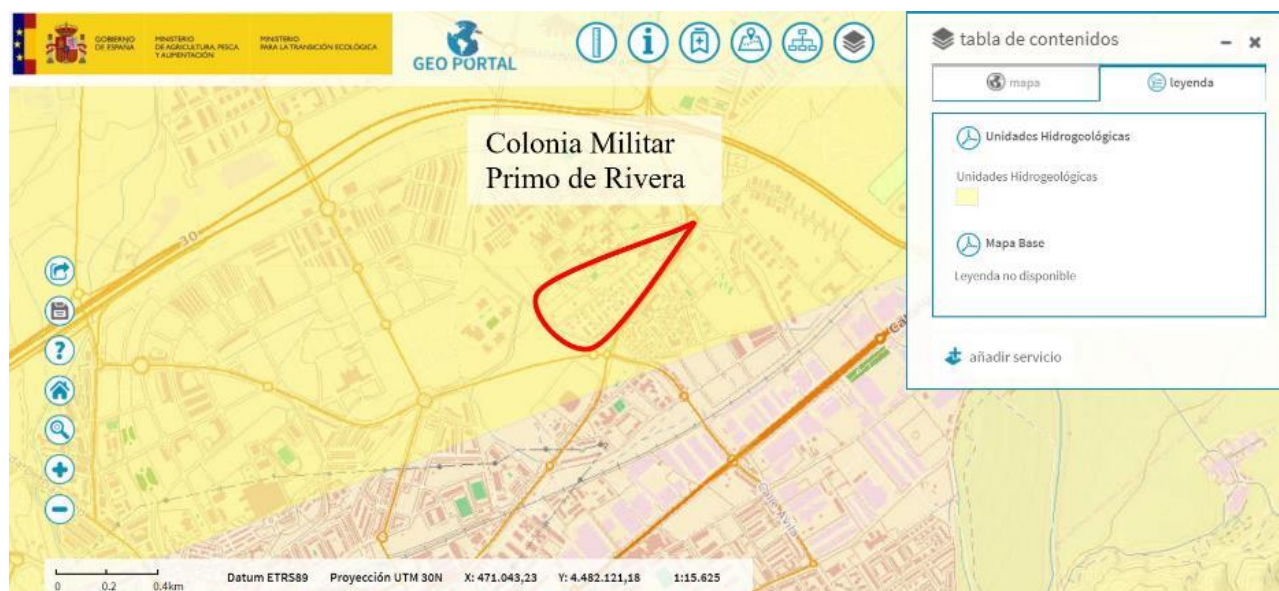 GOBIERNO
DE ESPAÑA
MINISTERIO
DE AGRICULTURA, PESCA
Y ALIMENTACIÓN
MINISTERIO
PARA LA TRANSICIÓN ECOLÓGICA
GEO PORTAL
tabla de contenidos
mapa
leyenda
Unidades Hidrogeológicas
Unidades Hidrogeológicas
Mapa Base
Leyenda no disponible
añadir servicio
Colonia Militar
Primo de Rivera
30
Calle Ávila
0 0.2 0.4km
Datum ETRS89 Proyección UTM 30N X: 471.043,23 Y: 4.482.121,18 1:15.625